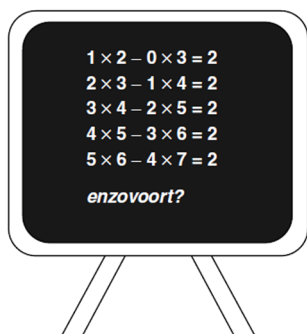 1 × 2 – 0 × 3 = 2
2 × 3 – 1 × 4 = 2
3 × 4 – 2 × 5 = 2
4 × 5 – 3 × 6 = 2
5 × 6 – 4 × 7 = 2
enzovoort?